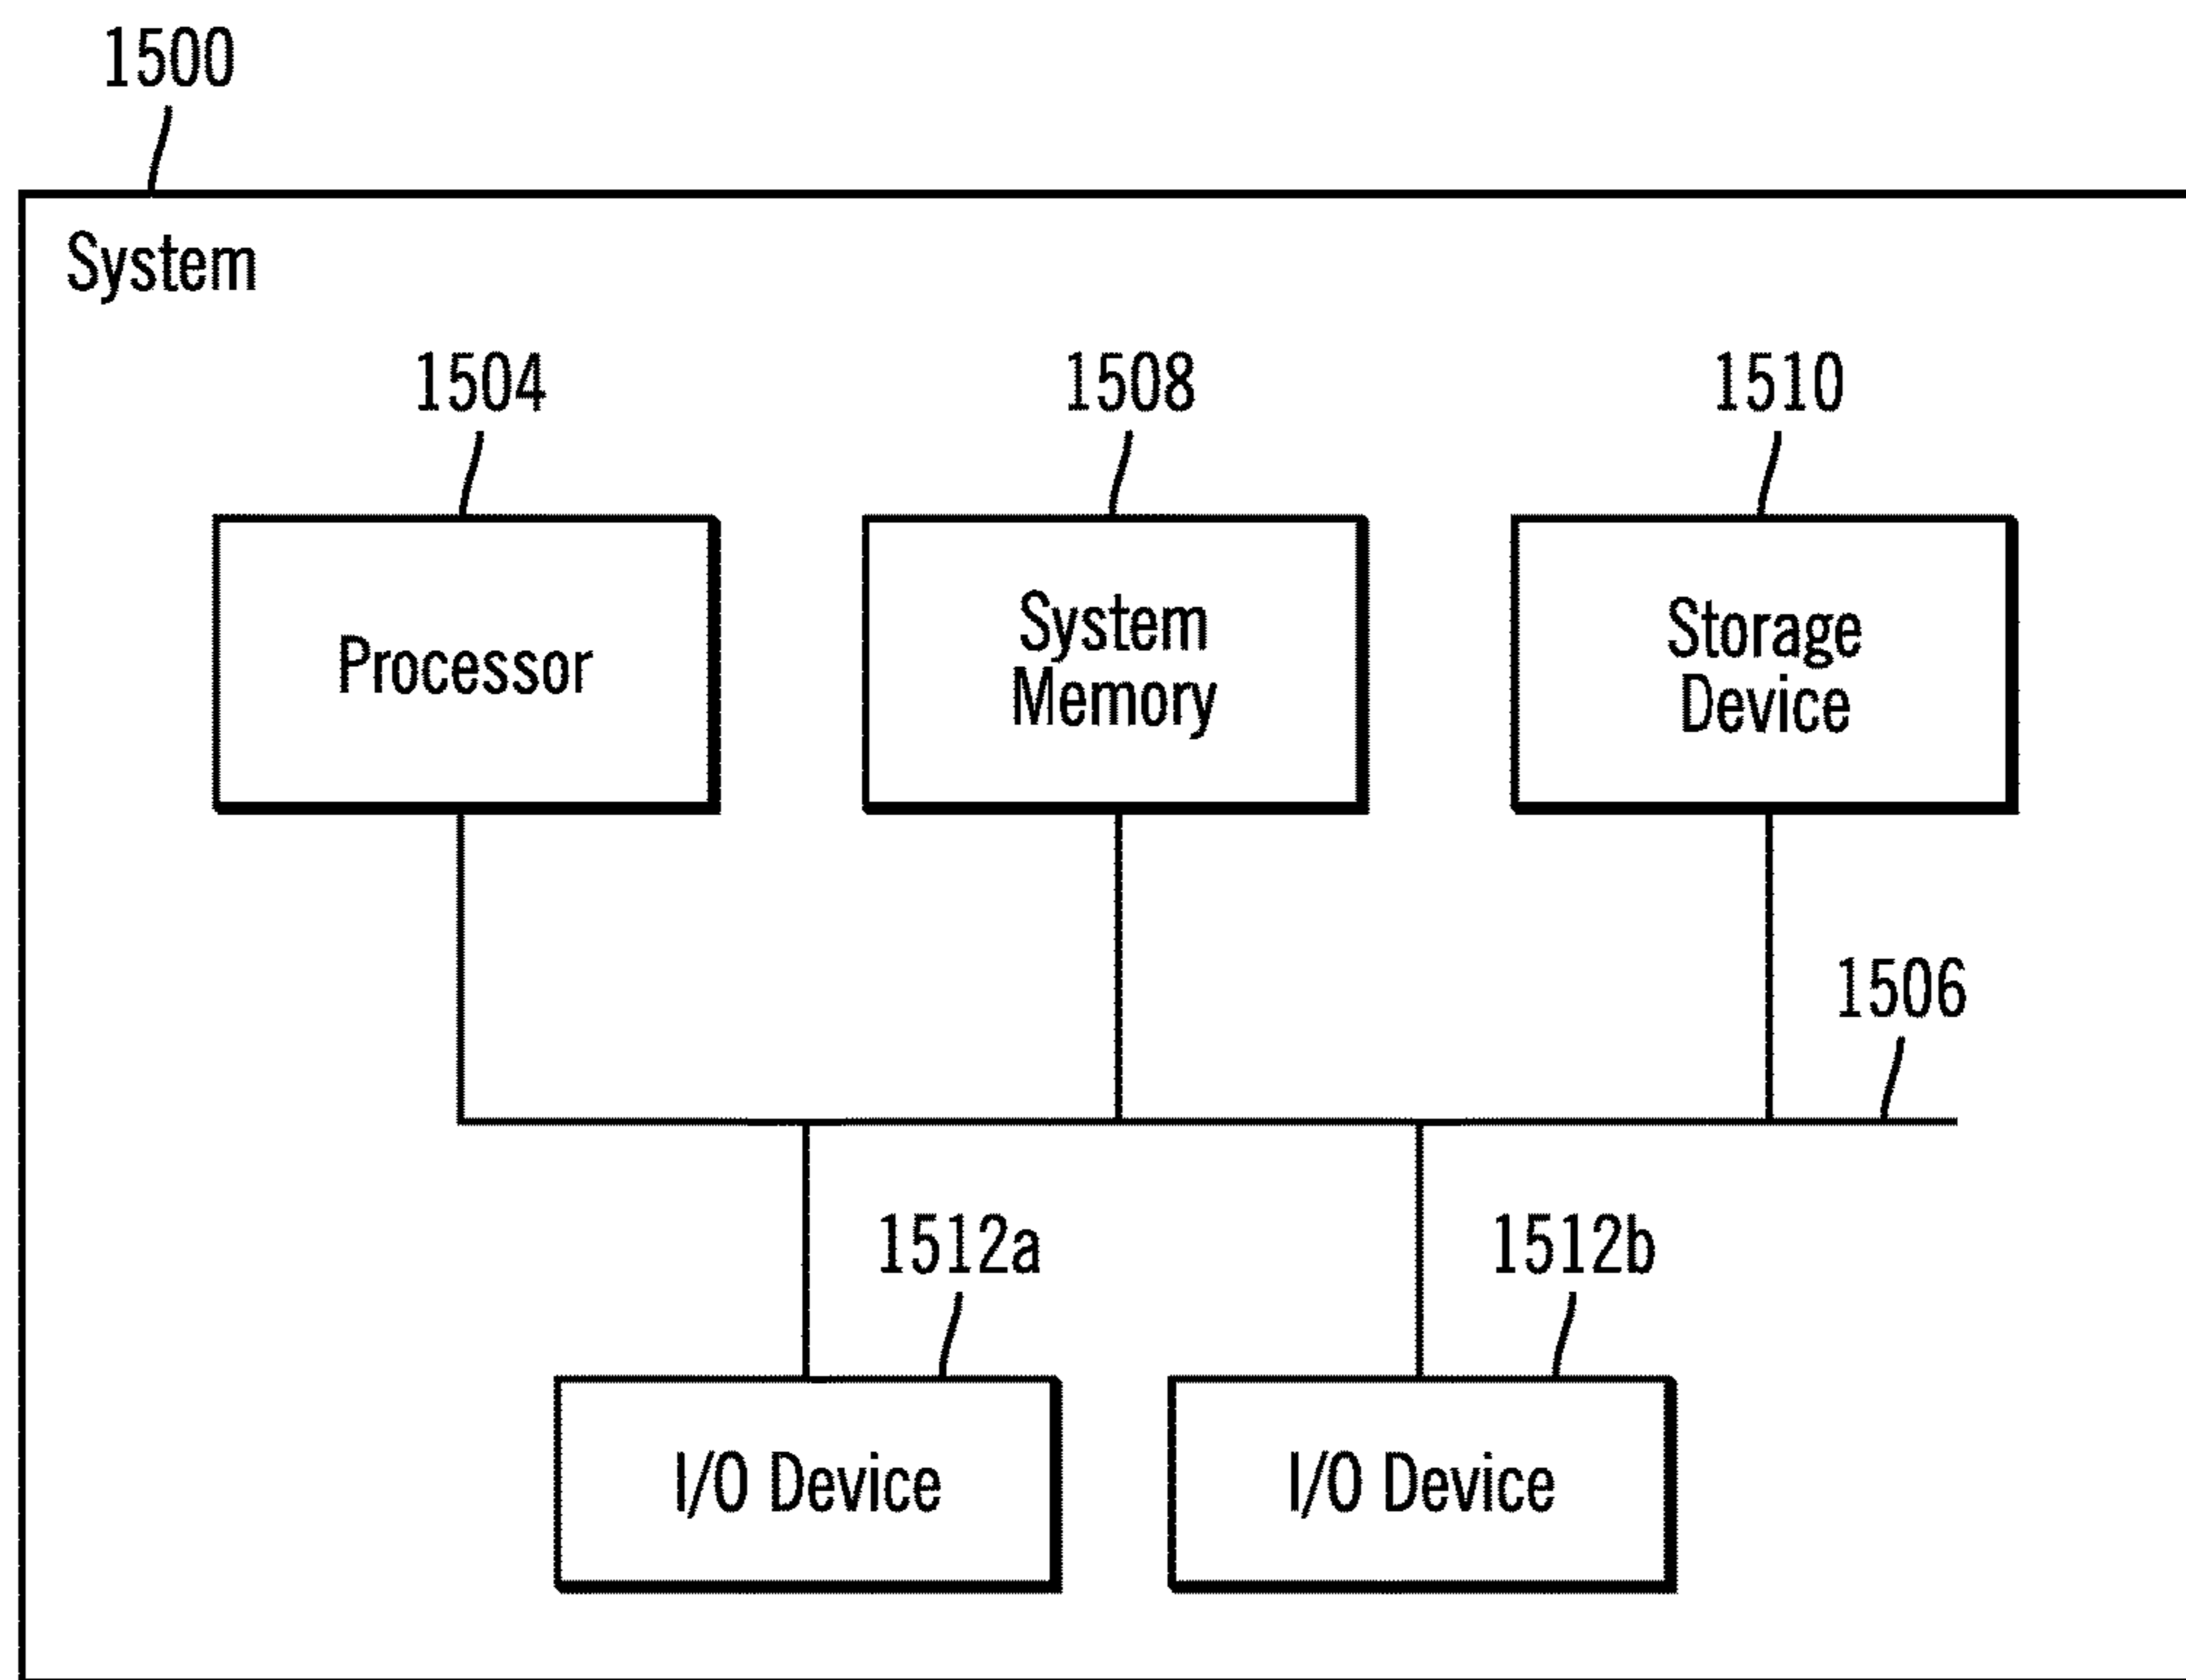 1500
System
1504
1508
1510
Processor
System
Memory
Storage
Device
1506
1512a
1512b
I/O Device
I/O Device